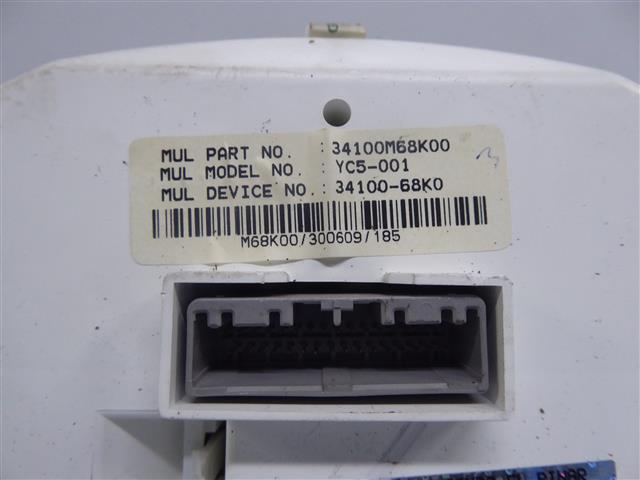 MUL PART NO. : 34100M68K00
MUL MODEL NO. : YC5-001
MUL DEVICE NO.: 34100-68K0
M68K00/300609/185